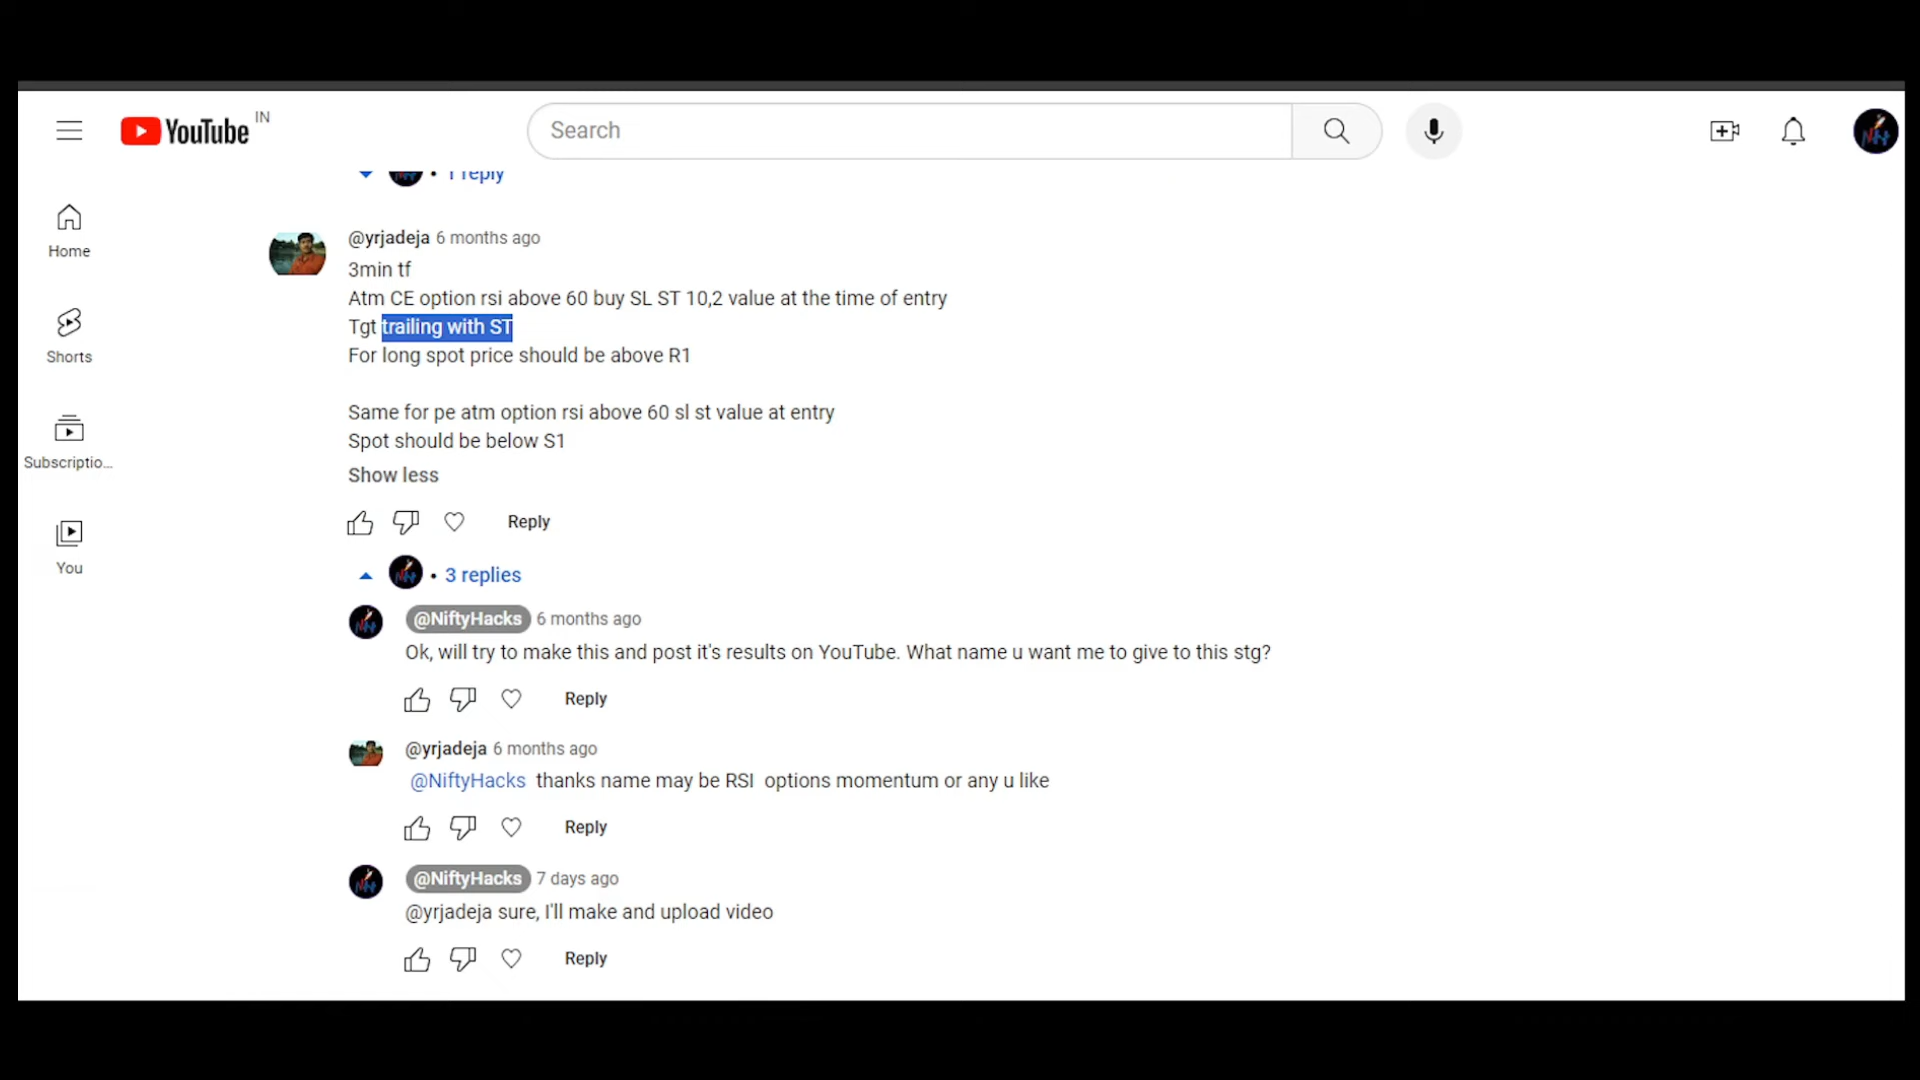 YouTube IN
Search
Home
Shorts
Subscriptio...
You
• 1 reply
@yrjadeja 6 months ago
3min tf
Atm CE option rsi above 60 buy SL ST 10,2 value at the time of entry
Tgt trailing with ST
For long spot price should be above R1
Same for pe atm option rsi above 60 sl st value at entry
Spot should be below S1
Show less
Reply
• 3 replies
@NiftyHacks 6 months ago
Ok, will try to make this and post it's results on YouTube. What name u want me to give to this stg?
Reply
@yrjadeja 6 months ago
@NiftyHacks thanks name may be RSI options momentum or any u like
Reply
@NiftyHacks 7 days ago
@yrjadeja sure, I'll make and upload video
Reply